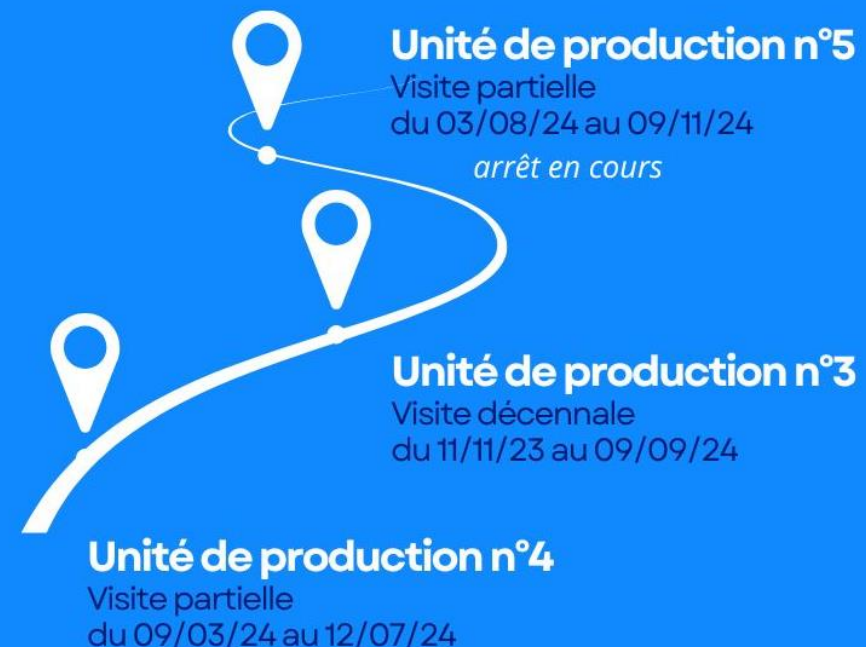 Unité de production n°5
Visite partielle
du 03/08/24 au 09/11/24
arrêt en cours
Unité de production n°3
Visite décennale
du 11/11/23 au 09/09/24
Unité de production n°4
Visite partielle
du 09/03/24 au 12/07/24